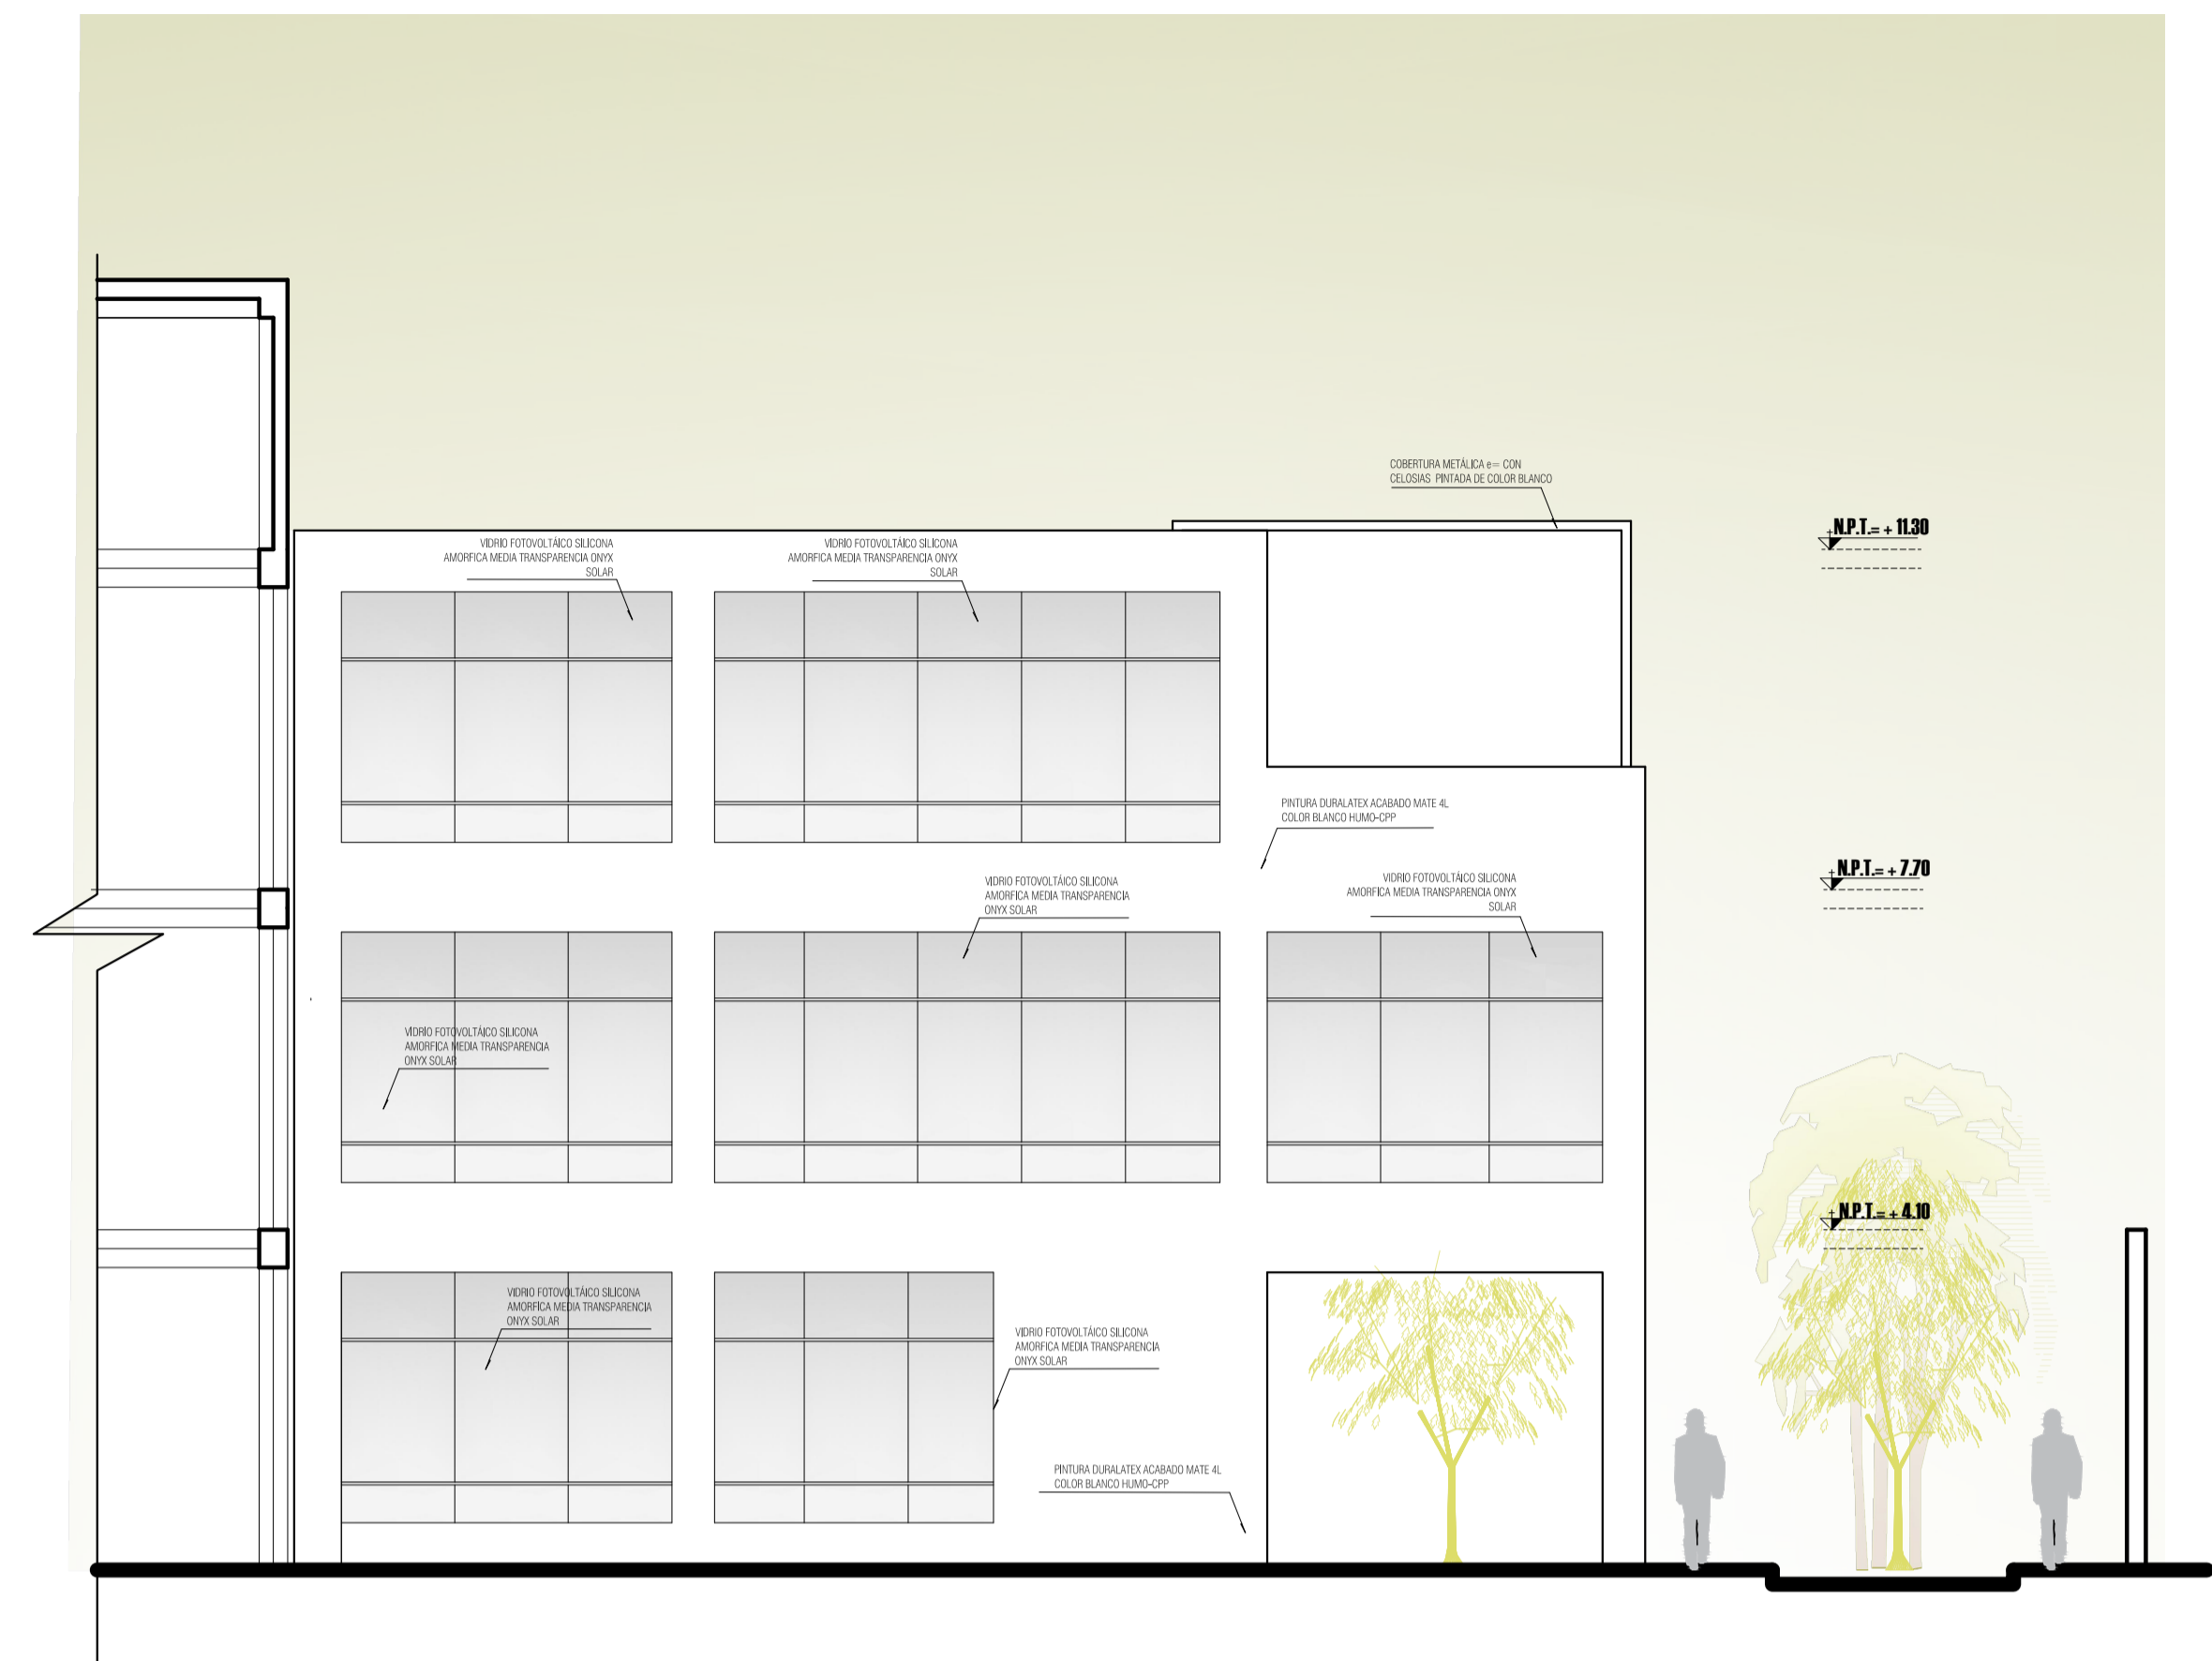 COBERTURA METÁLICA e= CON
CELOSIAS PINTADA DE COLOR BLANCO
N.P.T.= + 11.30
VIDRIO FOTOVOLTÁICO SILICONA
AMORFICA MEDIA TRANSPARENCIA ONYX
SOLAR
VIDRIO FOTOVOLTÁICO SILICONA
AMORFICA MEDIA TRANSPARENCIA ONYX
SOLAR
PINTURA DURALATEX ACABADO MATE 4L
COLOR BLANCO HUMO-CPP
N.P.T.= + 7.70
VIDRIO FOTOVOLTÁICO SILICONA
AMORFICA MEDIA TRANSPARENCIA
ONYX SOLAR
VIDRIO FOTOVOLTÁICO SILICONA
AMORFICA MEDIA TRANSPARENCIA ONYX
SOLAR
VIDRIO FOTOVOLTÁICO SILICONA
AMORFICA MEDIA TRANSPARENCIA
ONYX SOLAR
N.P.T.= + 4.10
VIDRIO FOTOVOLTÁICO SILICONA
AMORFICA MEDIA TRANSPARENCIA
ONYX SOLAR
VIDRIO FOTOVOLTÁICO SILICONA
AMORFICA MEDIA TRANSPARENCIA
ONYX SOLAR
PINTURA DURALATEX ACABADO MATE 4L
COLOR BLANCO HUMO-CPP